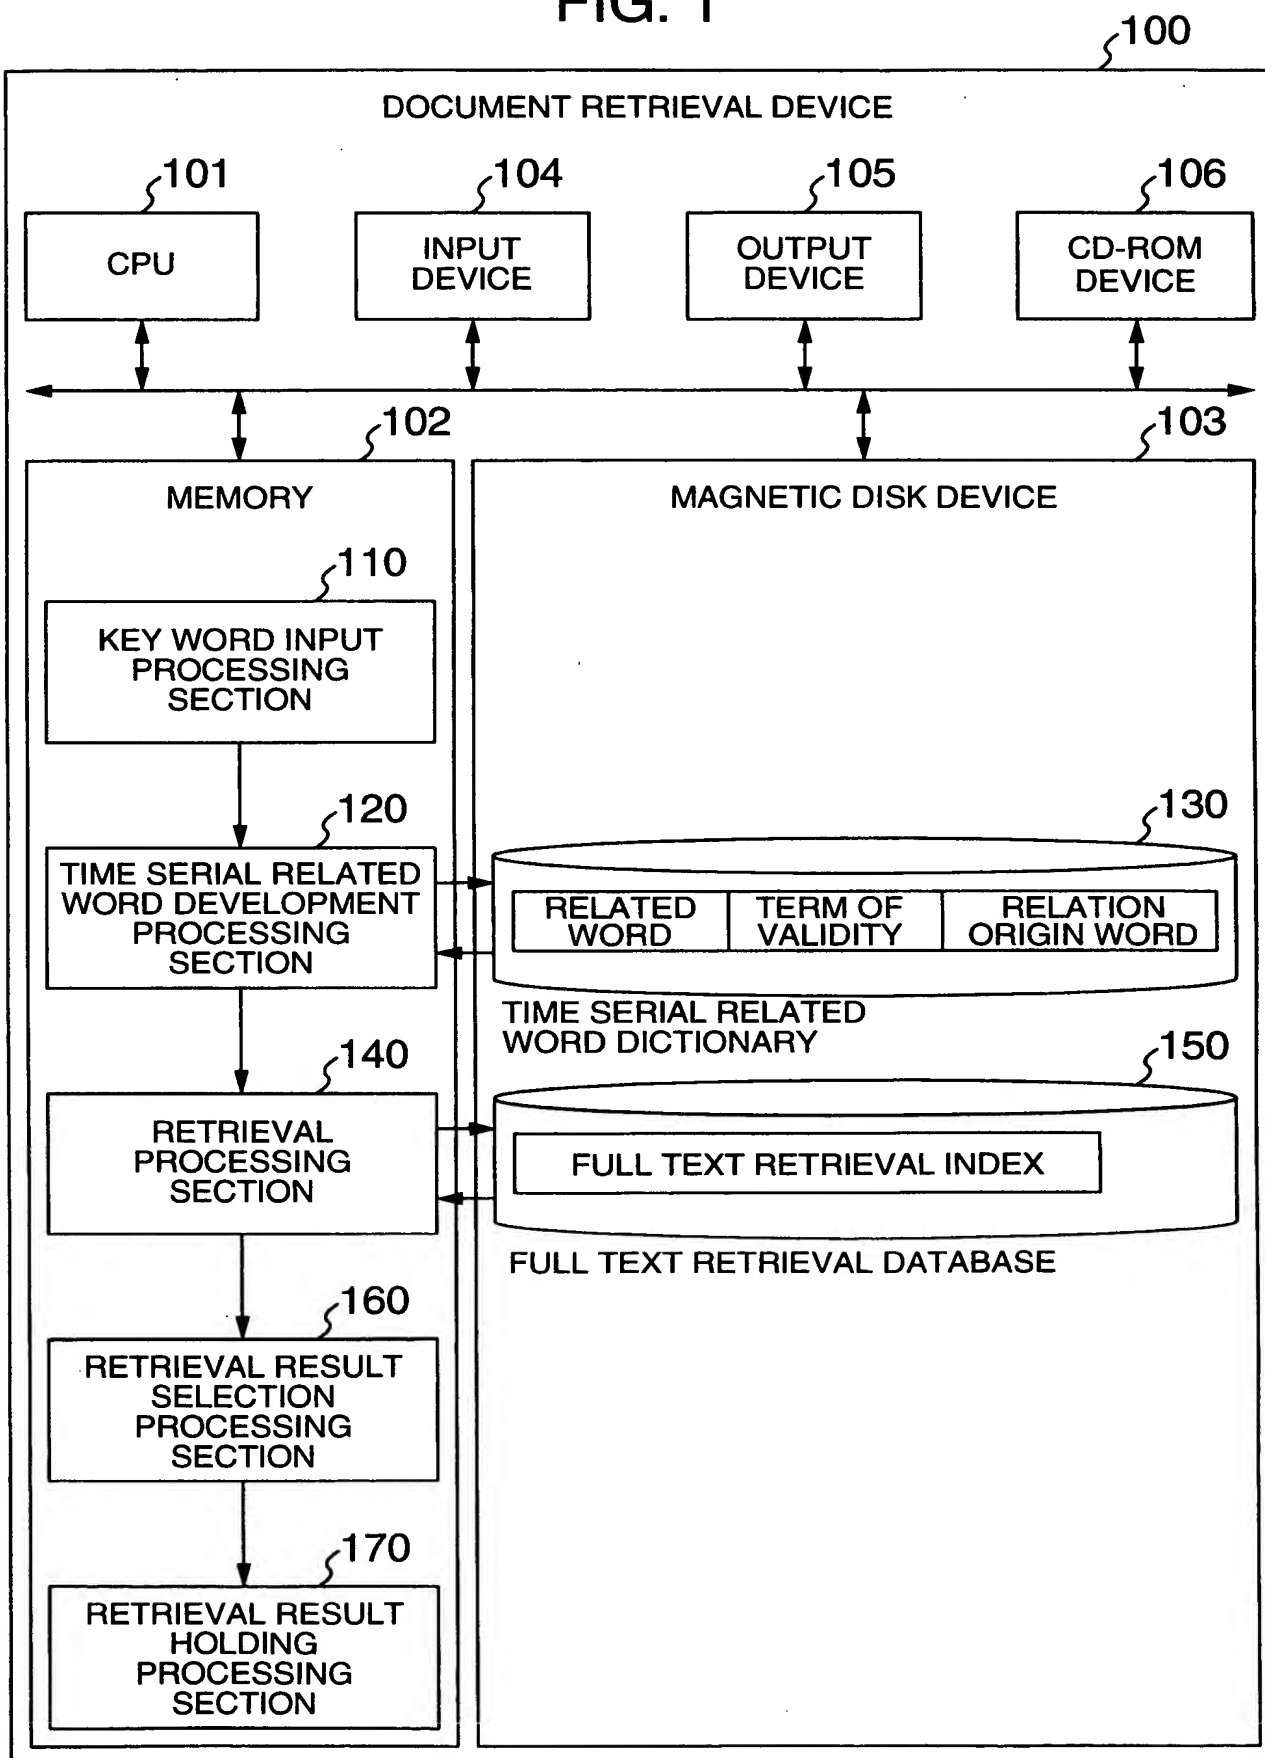 FIG. 1
100
DOCUMENT RETRIEVAL DEVICE
101
104
105
106
CPU
INPUT
DEVICE
OUTPUT
DEVICE
CD-ROM
DEVICE
102
103
MEMORY
MAGNETIC DISK DEVICE
110
KEY WORD INPUT
PROCESSING
SECTION
120
TIME SERIAL RELATED
WORD DEVELOPMENT
PROCESSING
SECTION
130
RELATED
WORD
TERM OF
VALIDITY
RELATION
ORIGIN WORD
TIME SERIAL RELATED
WORD DICTIONARY
140
RETRIEVAL
PROCESSING
SECTION
150
FULL TEXT RETRIEVAL INDEX
FULL TEXT RETRIEVAL DATABASE
160
RETRIEVAL RESULT
SELECTION
PROCESSING
SECTION
170
RETRIEVAL RESULT
HOLDING
PROCESSING
SECTION